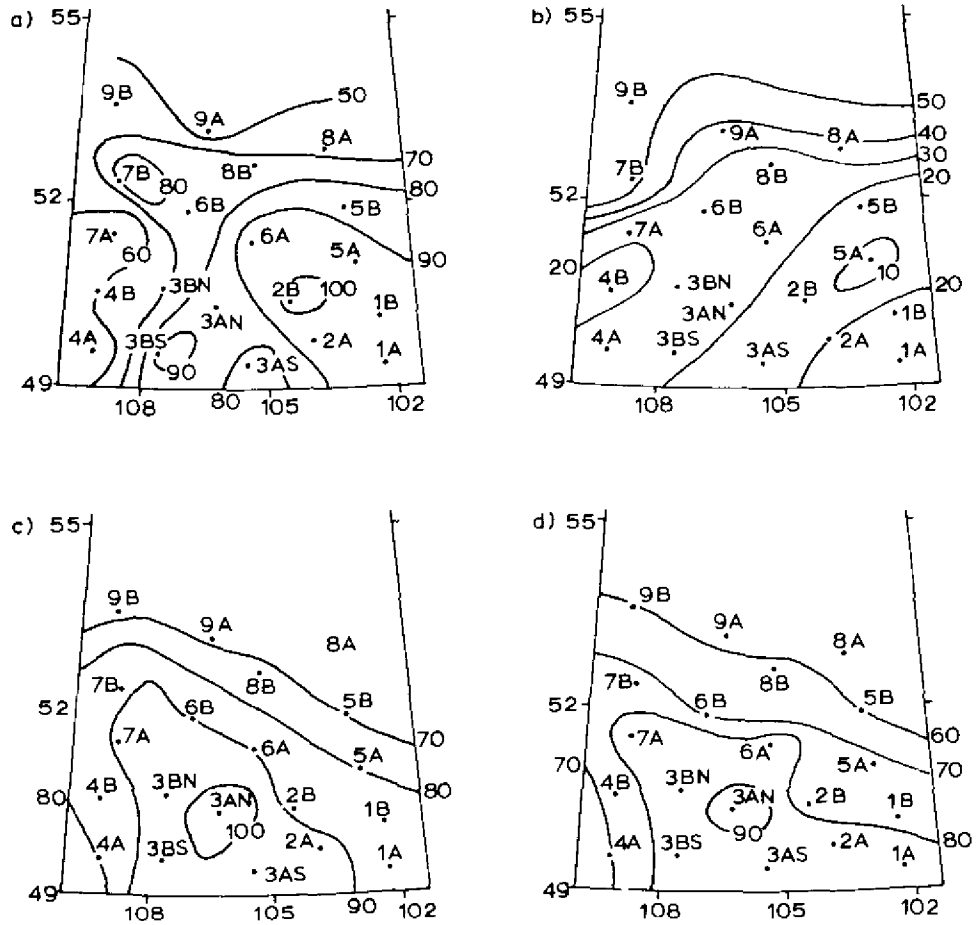 a) 55
9B
9A
50
8A
70
7B
80
8B
80
52
6B
5B
7A
6A
60
5A
90
4B
3BN
2B
100
1B
3AN
4A
3BS
90
3AS
2A
1A
49
108
80
105
102
b) 55
9B
50
9A
8A
40
30
7B
8B
20
52
6B
5B
7A
6A
5A
20
4B
3BN
2B
10
20
3AN
1B
4A
3BS
3AS
2A
1A
49
108
105
102
c) 55
9B
9A
8A
7B
8B
5B
52
6B
70
7A
6A
5A
80
4B
3BN
3AN
2B
1B
80
100
4A
3BS
2A
3AS
1A
49
108
105
90
102
d) 55
9B
9A
8A
7B
8B
5B
52
6B
60
7A
6A
70
5A
70
4B
3BN
3AN
2B
1B
90
80
4A
3BS
3AS
2A
1A
49
108
105
102